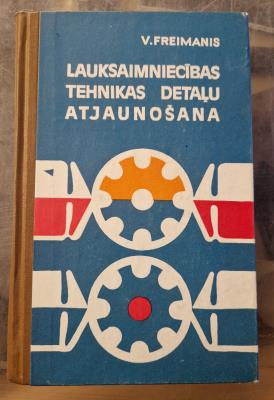 V.FREIMANIS
LAUKSAIMNIECĪBAS
TEHNIKAS DETAĻU
ATJAUNOŠANA